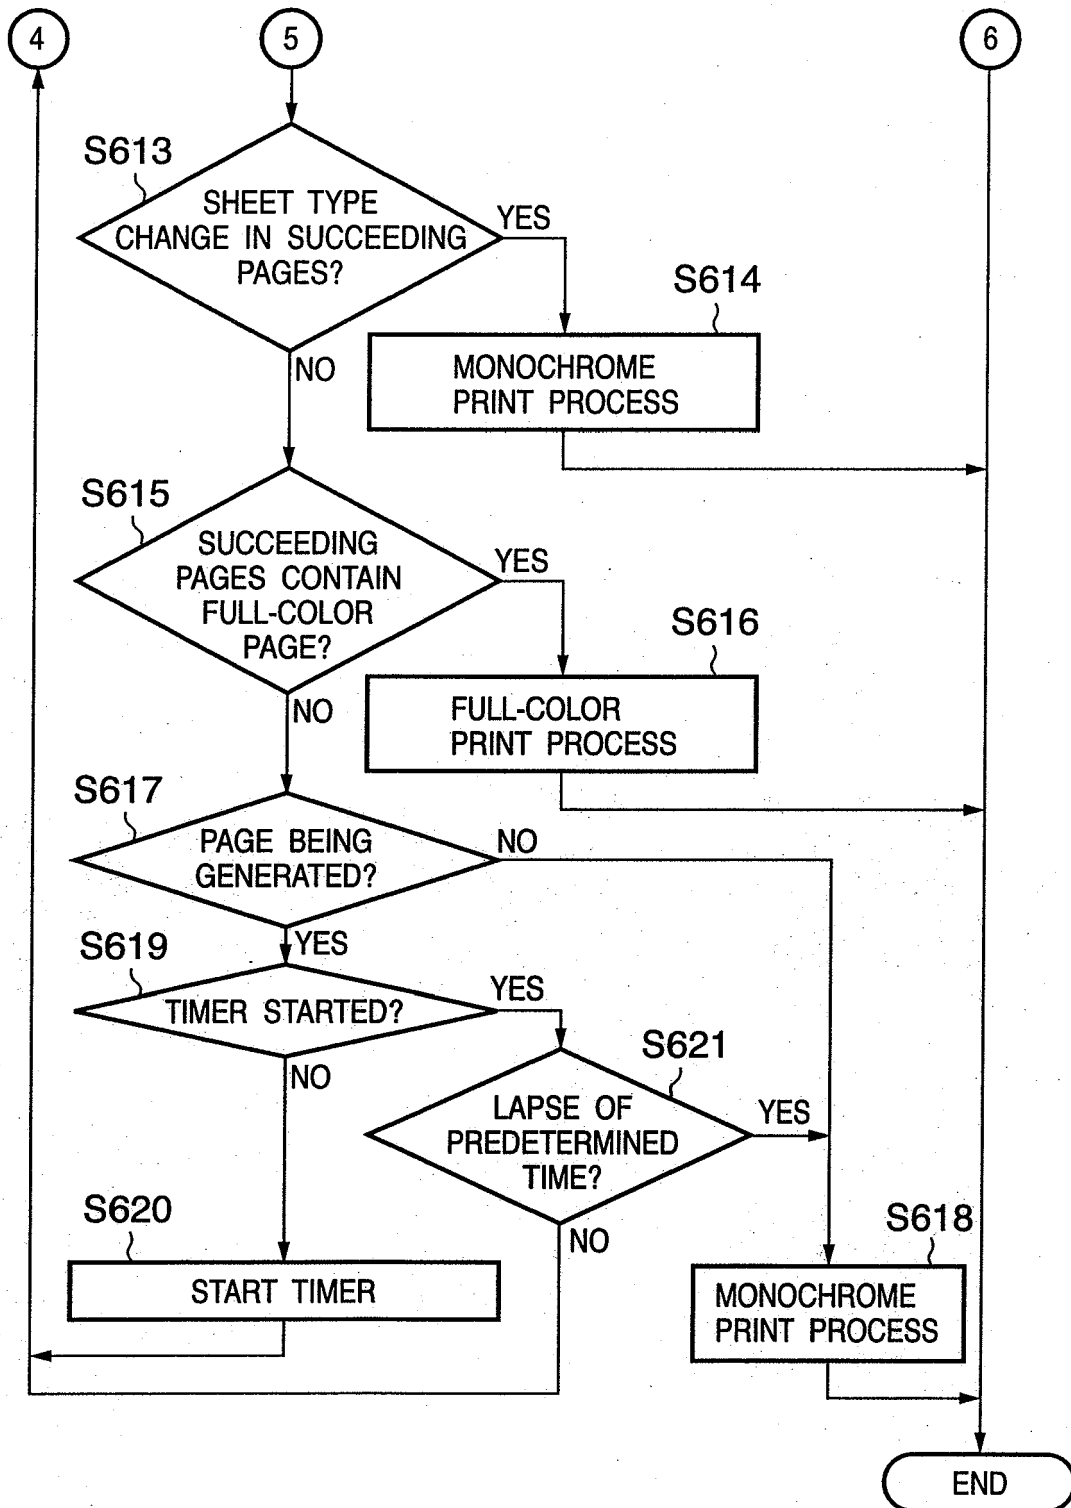 4
5
6
S613
SHEET TYPE
CHANGE IN SUCCEEDING
PAGES?
YES
S614
NO
MONOCHROME
PRINT PROCESS
S615
SUCCEEDING
PAGES CONTAIN
FULL-COLOR
PAGE?
YES
S616
NO
FULL-COLOR
PRINT PROCESS
S617
PAGE BEING
GENERATED?
NO
YES
S619
TIMER STARTED?
YES
NO
S621
LAPSE OF
PREDETERMINED
TIME?
YES
NO
S620
START TIMER
S618
MONOCHROME
PRINT PROCESS
END